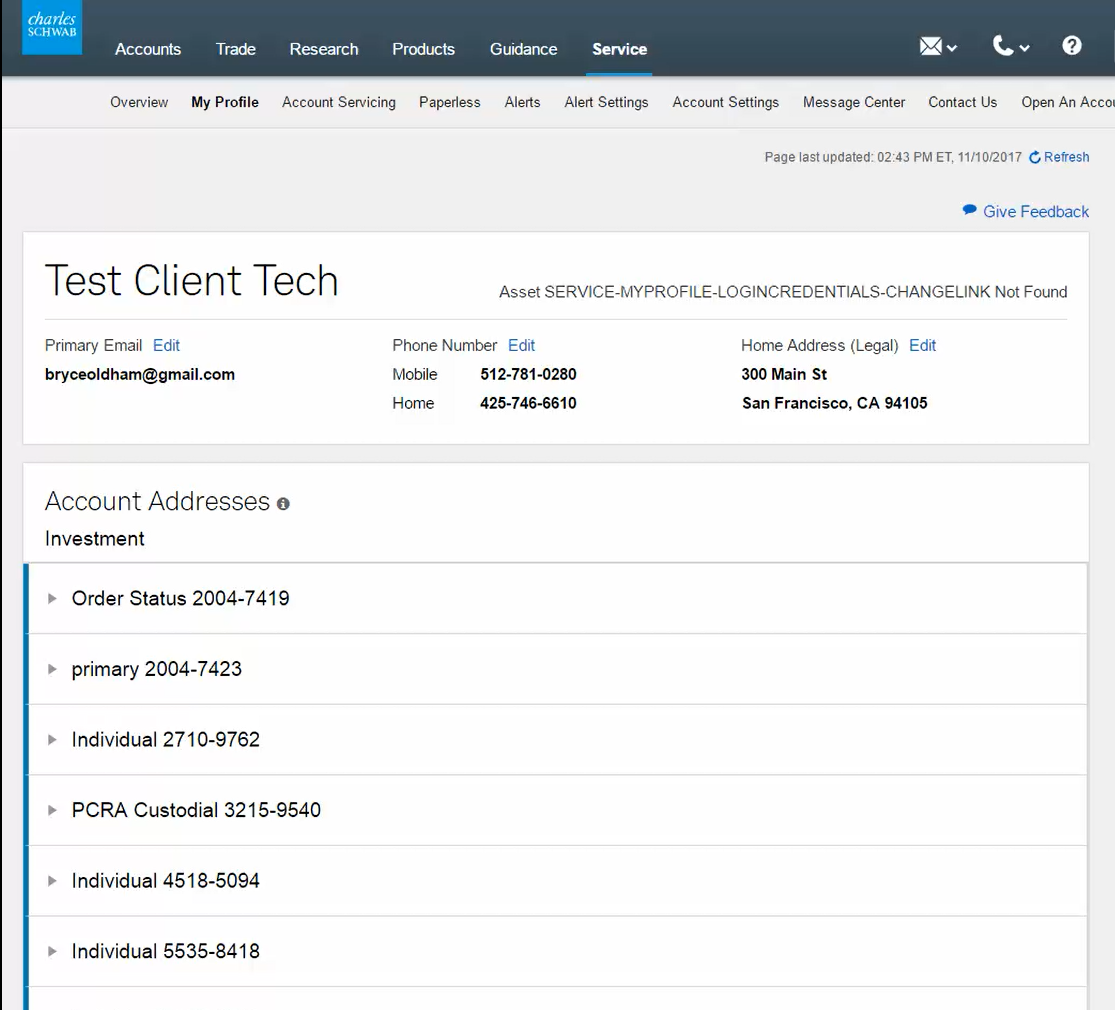 charles
SCHWAB
Accounts Trade Research Products Guidance Service
Overview My Profile Account Servicing Paperless Alerts Alert Settings Account Settings Message Center Contact Us Open An Accou
Page last updated: 02:43 PM ET, 11/10/2017 Refresh
Give Feedback
Test Client Tech
Asset SERVICE-MYPROFILE-LOGINCREDENTIALS-CHANGELINK Not Found
Primary Email Edit
bryceoldham@gmail.com
Phone Number Edit
Mobile 512-781-0280
Home 425-746-6610
Home Address (Legal) Edit
300 Main St
San Francisco, CA 94105
Account Addresses
Investment
Order Status 2004-7419
primary 2004-7423
Individual 2710-9762
PCRA Custodial 3215-9540
Individual 4518-5094
Individual 5535-8418